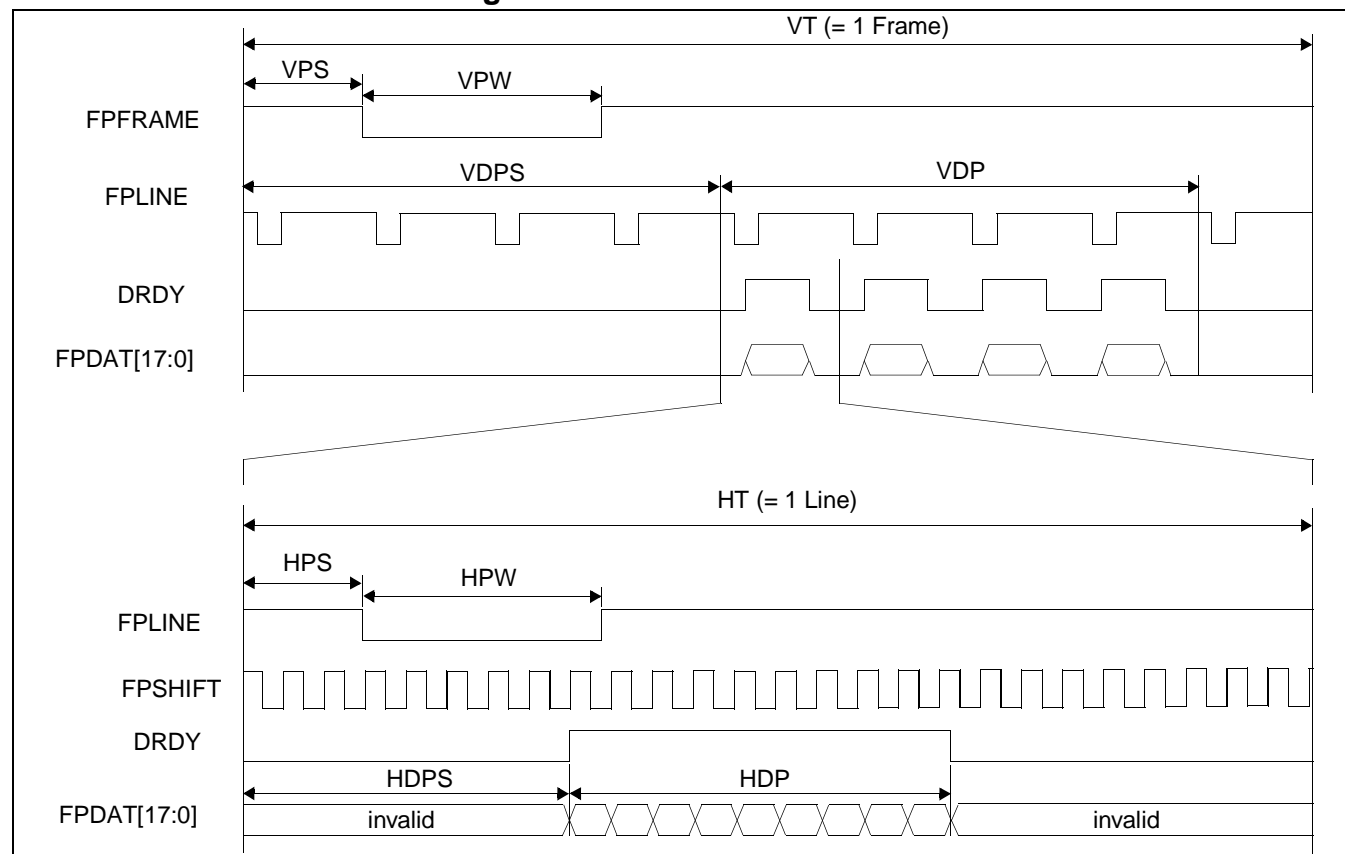 VT (= 1 Frame)
VPS
VPW
FPFRAME
VDPS
VDP
FPLINE
DRDY
FPDAT[17:0]
HT (= 1 Line)
HPS
HPW
FPLINE
FPSHIFT
DRDY
HDPS
HDP
FPDAT[17:0]
invalid
invalid